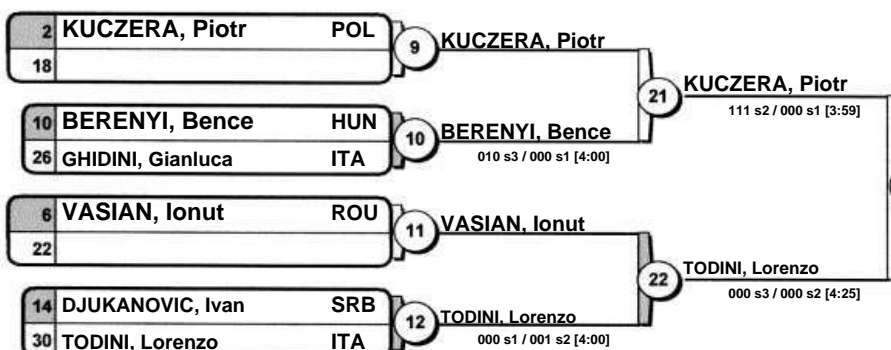 2 KUCZERA, Piotr POL
18
9
KUCZERA, Piotr
21
KUCZERA, Piotr
111 s2 / 000 s1 [3:59]
10 BERENYI, Bence HUN
26 GHIDINI, Gianluca ITA
10
BERENYI, Bence
010 s3 / 000 s1 [4:00]
6 VASIAN, Ionut ROU
22
11
VASIAN, Ionut
22
TODINI, Lorenzo
000 s3 / 000 s2 [4:25]
14 DJUKANOVIC, Ivan SRB
30 TODINI, Lorenzo ITA
12
TODINI, Lorenzo
000 s1 / 001 s2 [4:00]